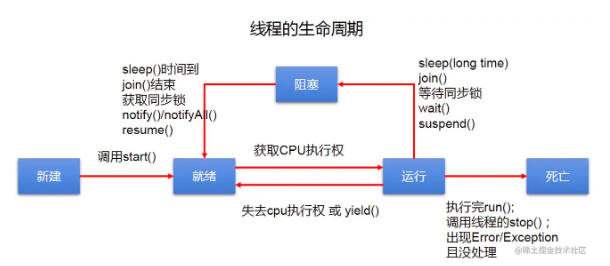 线程的生命周期
sleep()时间到
join()结束
获取同步锁
notify()/notifyAll()
resume()
阻塞
sleep(long time)
join()
等待同步锁
wait()
suspend()
新建
调用start()
就绪
获取CPU执行权
失去cpu执行权 或 yield()
运行
死亡
执行完run();
调用线程的stop()；
出现Error/Exception
且没处理
@稀土掘金技术社区